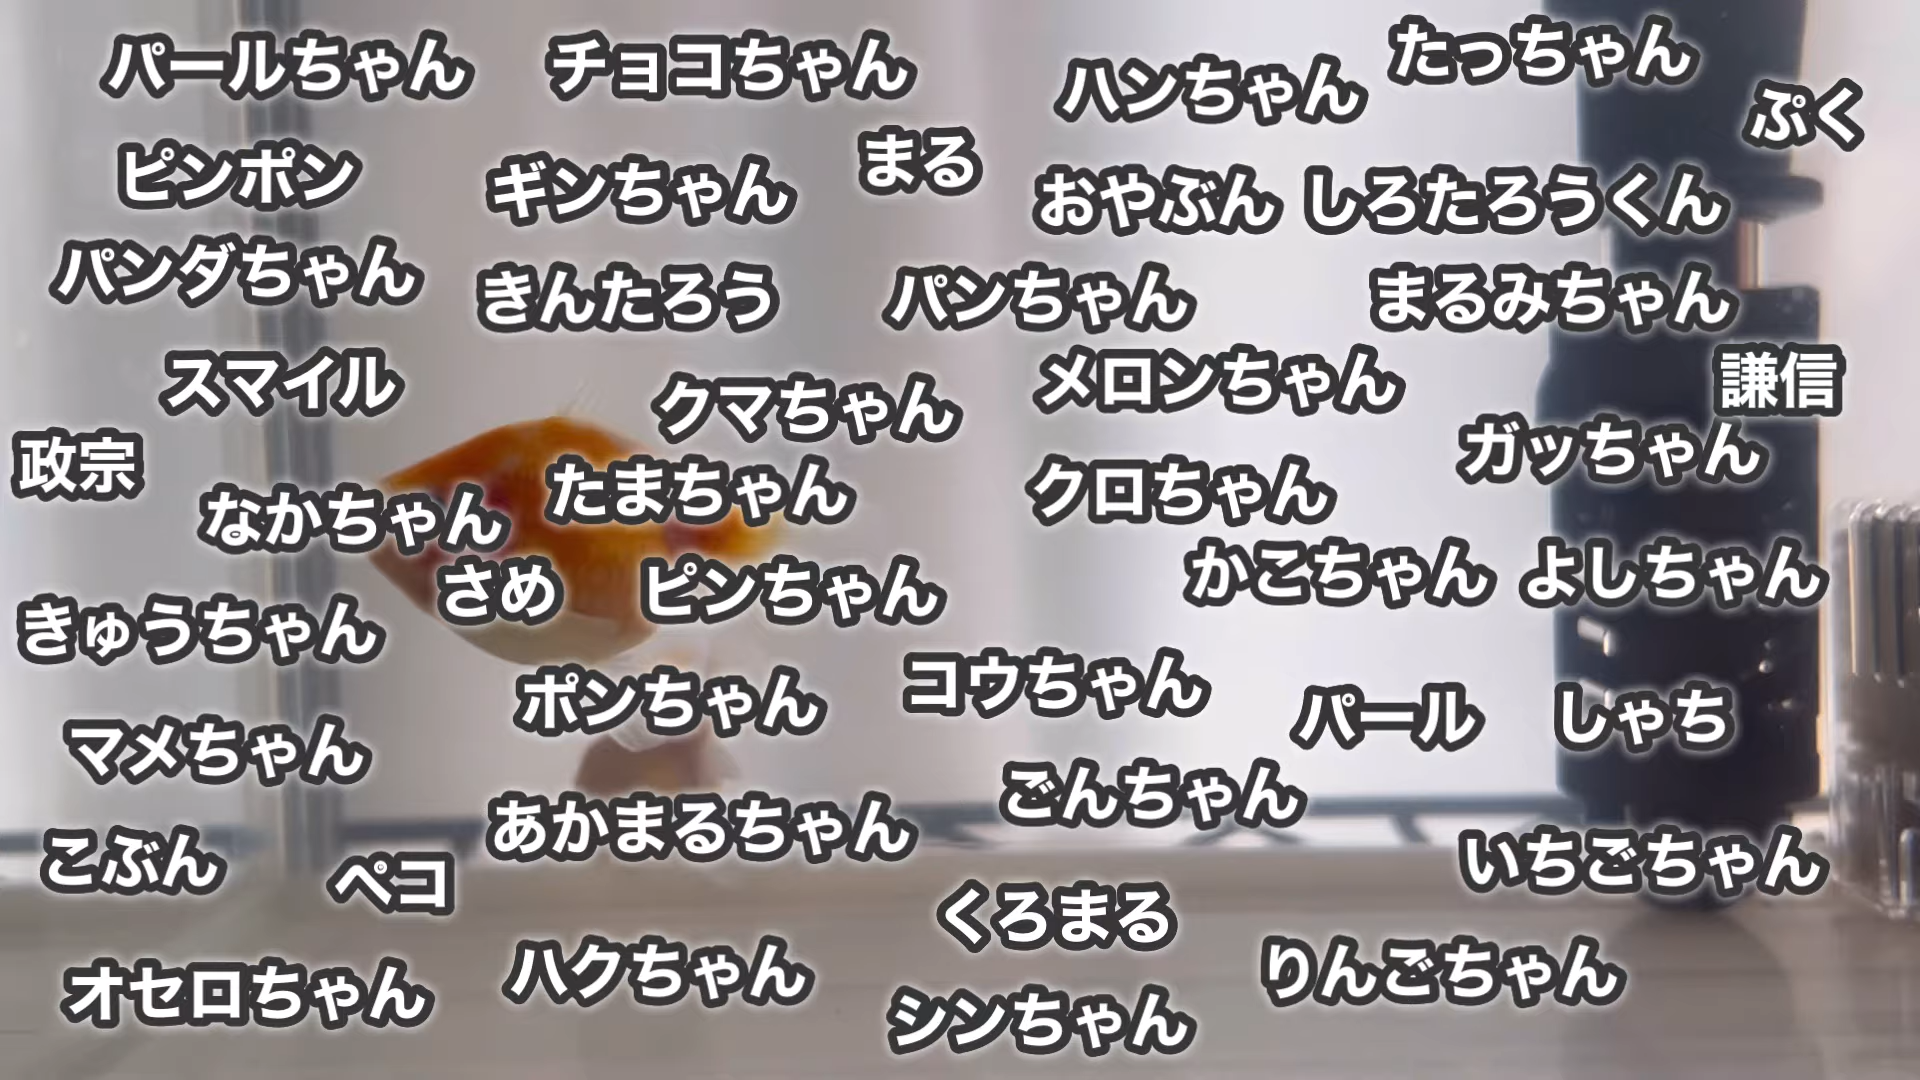 パールちゃん
チョコちゃん
ハンちゃん
たっちゃん
ぷく
ピンポン
ギンちゃん
まる
おやぶん
しろたろうくん
パンダちゃん
きんたろう
パンちゃん
まるみちゃん
スマイル
クマちゃん
メロンちゃん
謙信
政宗
なかちゃん
たまちゃん
クロちゃん
ガッちゃん
さめ
ピンちゃん
かこちゃん
よしちゃん
きゅうちゃん
ポンちゃん
コウちゃん
パール
しゃち
マメちゃん
あかまるちゃん
ごんちゃん
こぶん
ペコ
くろまる
いちごちゃん
オセロちゃん
ハクちゃん
シンちゃん
りんごちゃん